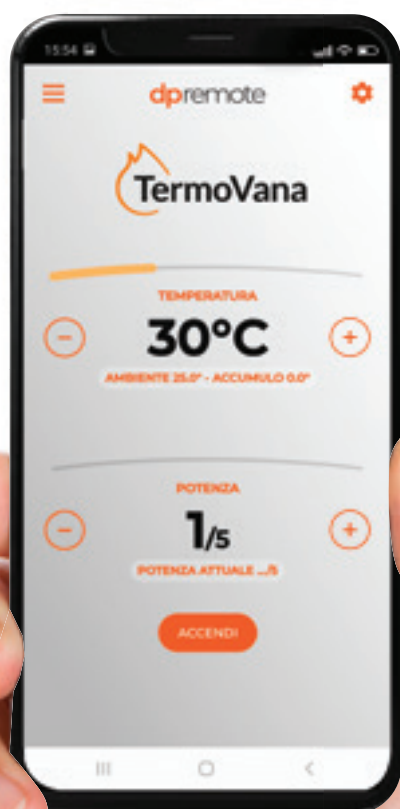 15:54
dpremote
TermoVana
TEMPERATURA
30°C
AMBIENTE 25.0° - ACCUMULO 0.0°
POTENZA
1/5
POTENZA ATTUALE .../5
ACCENDI